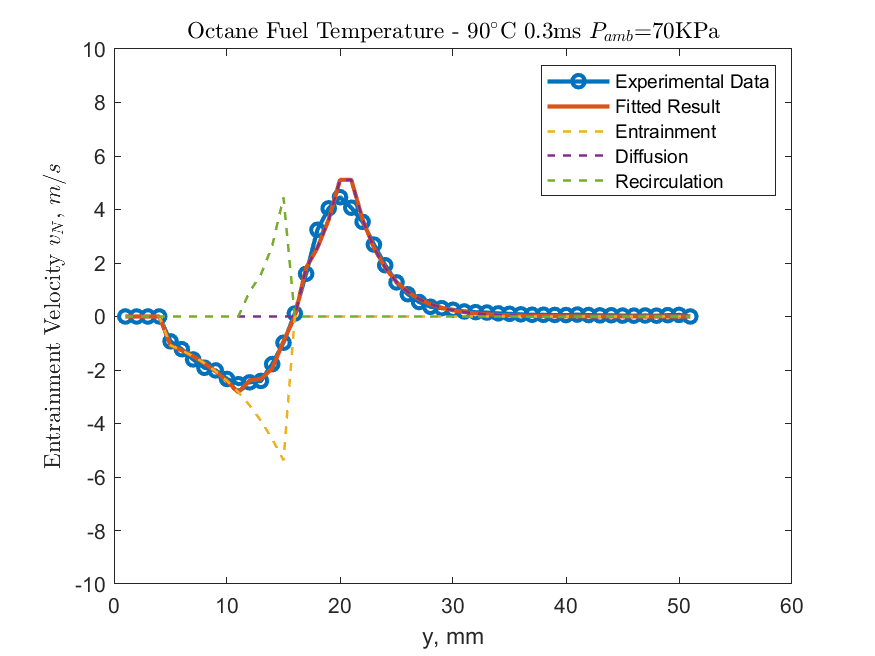 Octane Fuel Temperature - 90°C 0.3ms P_amb=70KPa
Entrainment Velocity v_N, m/s
10
8
6
4
2
0
-2
-4
-6
-8
-10
Experimental Data
Fitted Result
Entrainment
Diffusion
Recirculation
0 10 20 30 40 50 60
y, mm